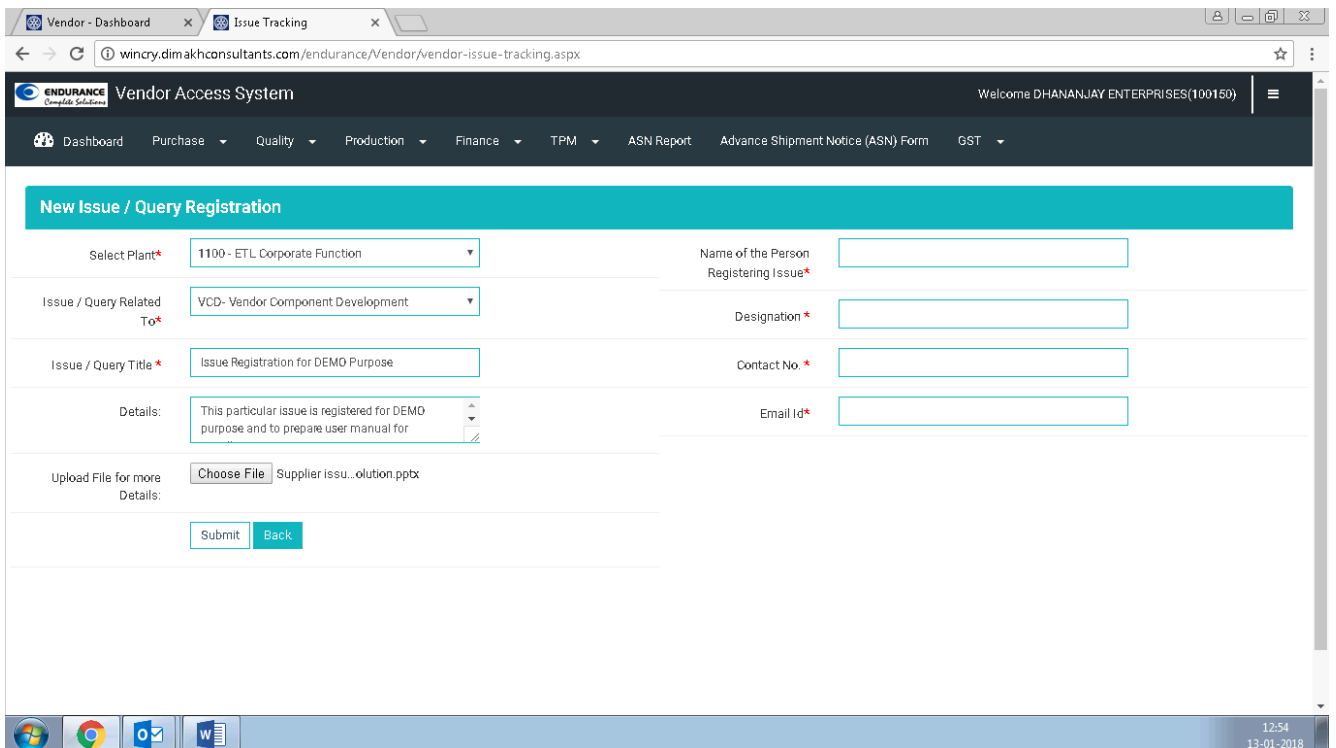 Vendor - Dashboard
Issue Tracking
wincry.dimakhconsultants.com/endurance/Vendor/vendor-issue-tracking.aspx
ENDURANCE
Complete Solutions
Vendor Access System
Welcome DHANANJAY ENTERPRISES(100150)
Dashboard Purchase Quality Production Finance TPM ASN Report Advance Shipment Notice (ASN) Form GST
New Issue / Query Registration
Select Plant*
1100 - ETL Corporate Function
Issue / Query Related
To*
VCD- Vendor Component Development
Issue / Query Title *
Issue Registration for DEMO Purpose
Details:
This particular issue is registered for DEMO
purpose and to prepare user manual for
Upload File for more
Details:
Choose File Supplier issu...olution.pptx
Submit Back
Name of the Person
Registering Issue*
Designation *
Contact No. *
Email Id*
12:54
13-01-2018